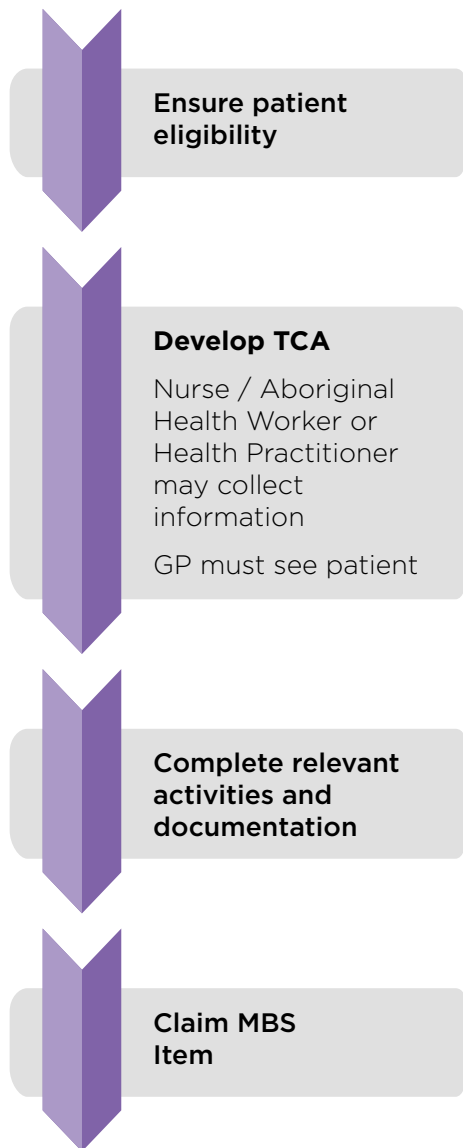 Ensure patient
eligibility
Develop TCA
Nurse / Aboriginal
Health Worker or
Health Practitioner
may collect
information
GP must see patient
Complete relevant
activities and
documentation
Claim MBS
Item